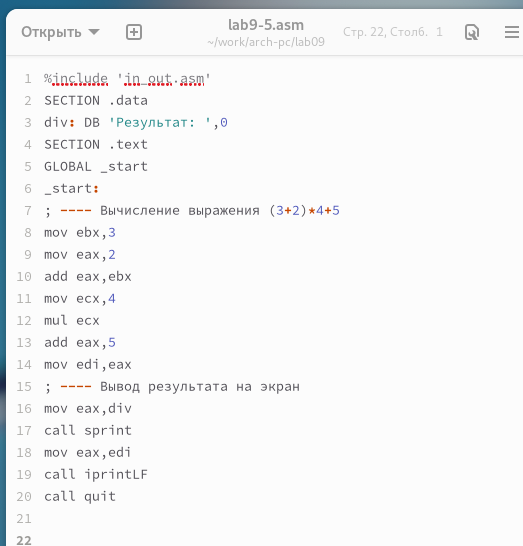 Открыть
lab9-5.asm
~/work/arch-pc/lab09
Стр. 22, Столб. 1
1 %include 'in_out.asm'
2 SECTION .data
3 div: DB 'Результат: ',0
4 SECTION .text
5 GLOBAL _start
6 _start:
7 ; ---- Вычисление выражения (3+2)*4+5
8 mov ebx,3
9 mov eax,2
10 add eax,ebx
11 mov ecx,4
12 mul ecx
13 add eax,5
14 mov edi,eax
15 ; ---- Вывод результата на экран
16 mov eax,div
17 call sprint
18 mov eax,edi
19 call iprintLF
20 call quit
21
22